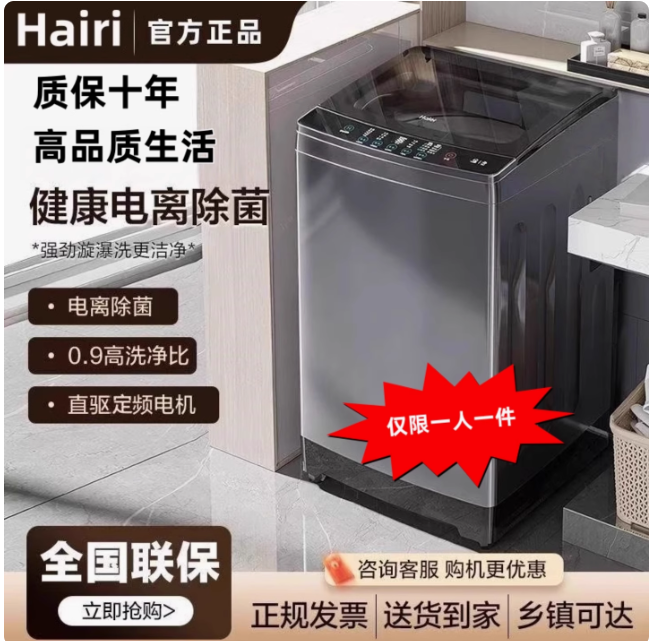 Hairi 官方正品
质保十年
高品质生活
健康电离除菌
*强劲漩瀑洗更洁净*
• 电离除菌
• 0.9高洗净比
• 直驱定频电机
Hairi
仅限一人一件
全国联保
立即抢购>
咨询客服 购机更优惠
正规发票 送货到家 乡镇可达